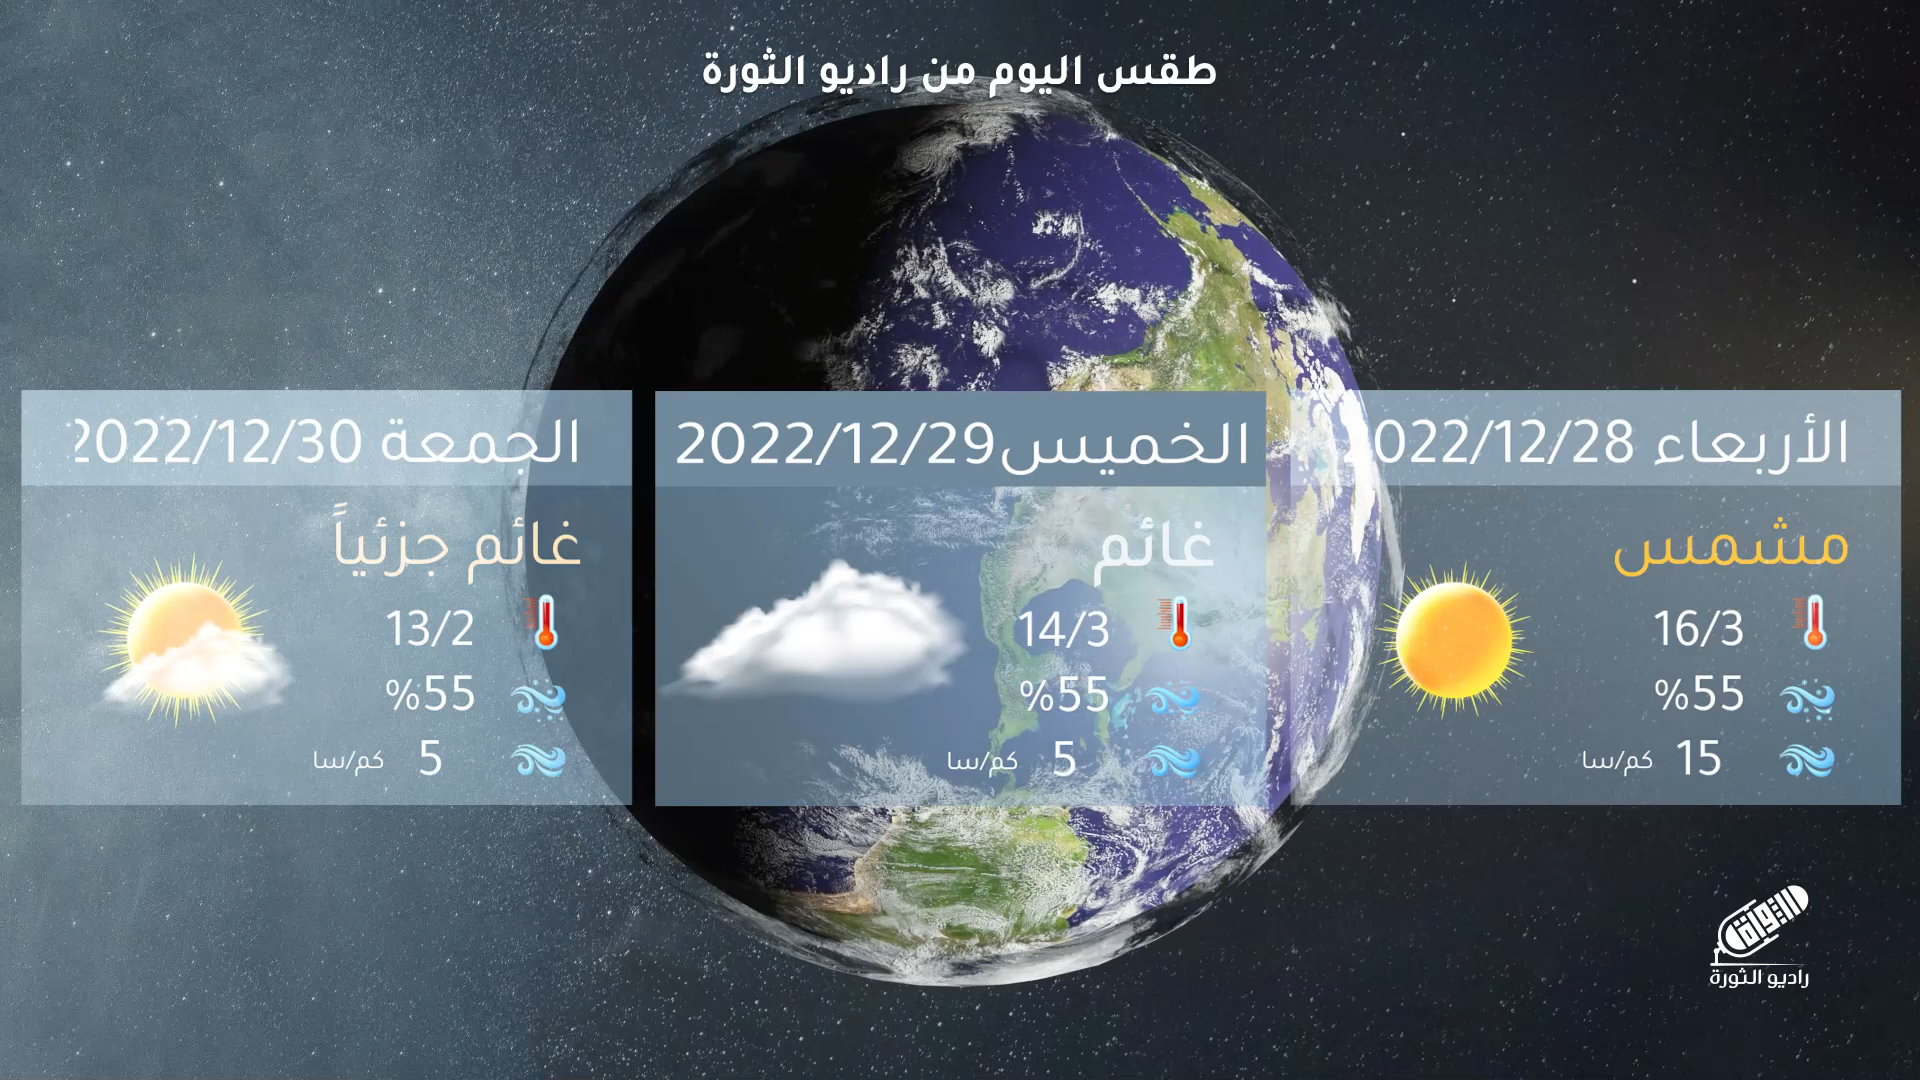 طقس اليوم من راديو الثورة
الأربعاء 022/12/28
مشمس
16/3
%55
15 كم/سا
الخميس2022/12/29
غائم
14/3
%55
5 كم/سا
الجمعة 2022/12/30
غائم جزئياً
13/2
%55
5 كم/سا
الثورة
راديو الثورة